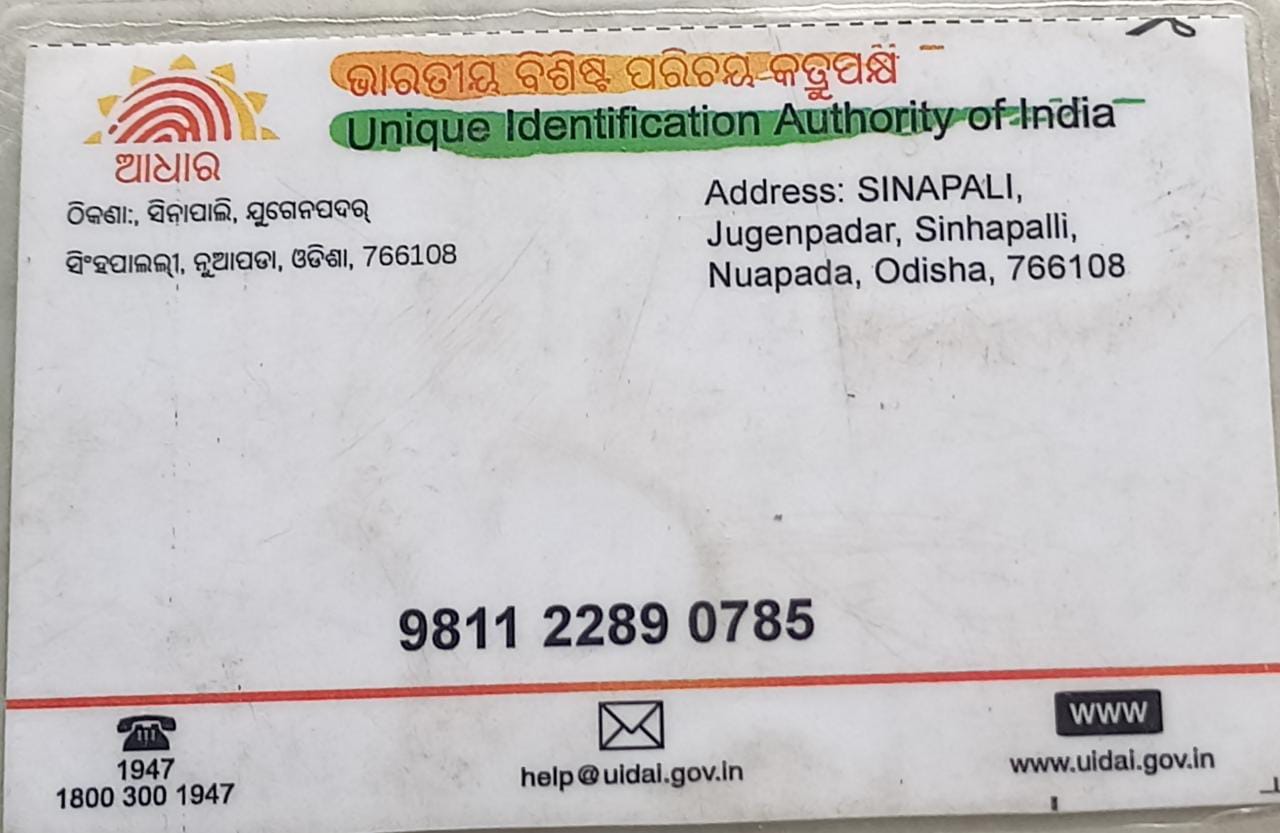 ଭାରତୀୟ ବିଶିଷ୍ଟ ପରିଚୟ କର୍ତ୍ତୃପକ୍ଷ
Unique Identification Authority of India
ଆଧାର
ଠିକଣା:, ସିନାପାଲି, ଯୁଗେନପଦର୍
ସିଂହପାଲଲ୍ଲୀ, ନୂଆପଡା, ଓଡିଶା, 766108
Address: SINAPALI,
Jugenpadar, Sinhapalli,
Nuapada, Odisha, 766108
9811 2289 0785
1947
1800 300 1947
help@uidai.gov.in
WWW
www.uidai.gov.in